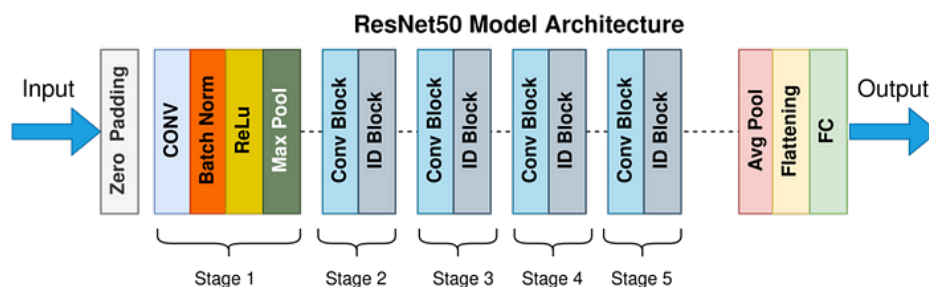 ResNet50 Model Architecture
Input
Zero Padding
CONV
Batch Norm
ReLu
Max Pool
Conv Block
ID Block
Conv Block
ID Block
Conv Block
ID Block
Conv Block
ID Block
Avg Pool
Flattening
FC
Output
Stage 1
Stage 2
Stage 3
Stage 4
Stage 5